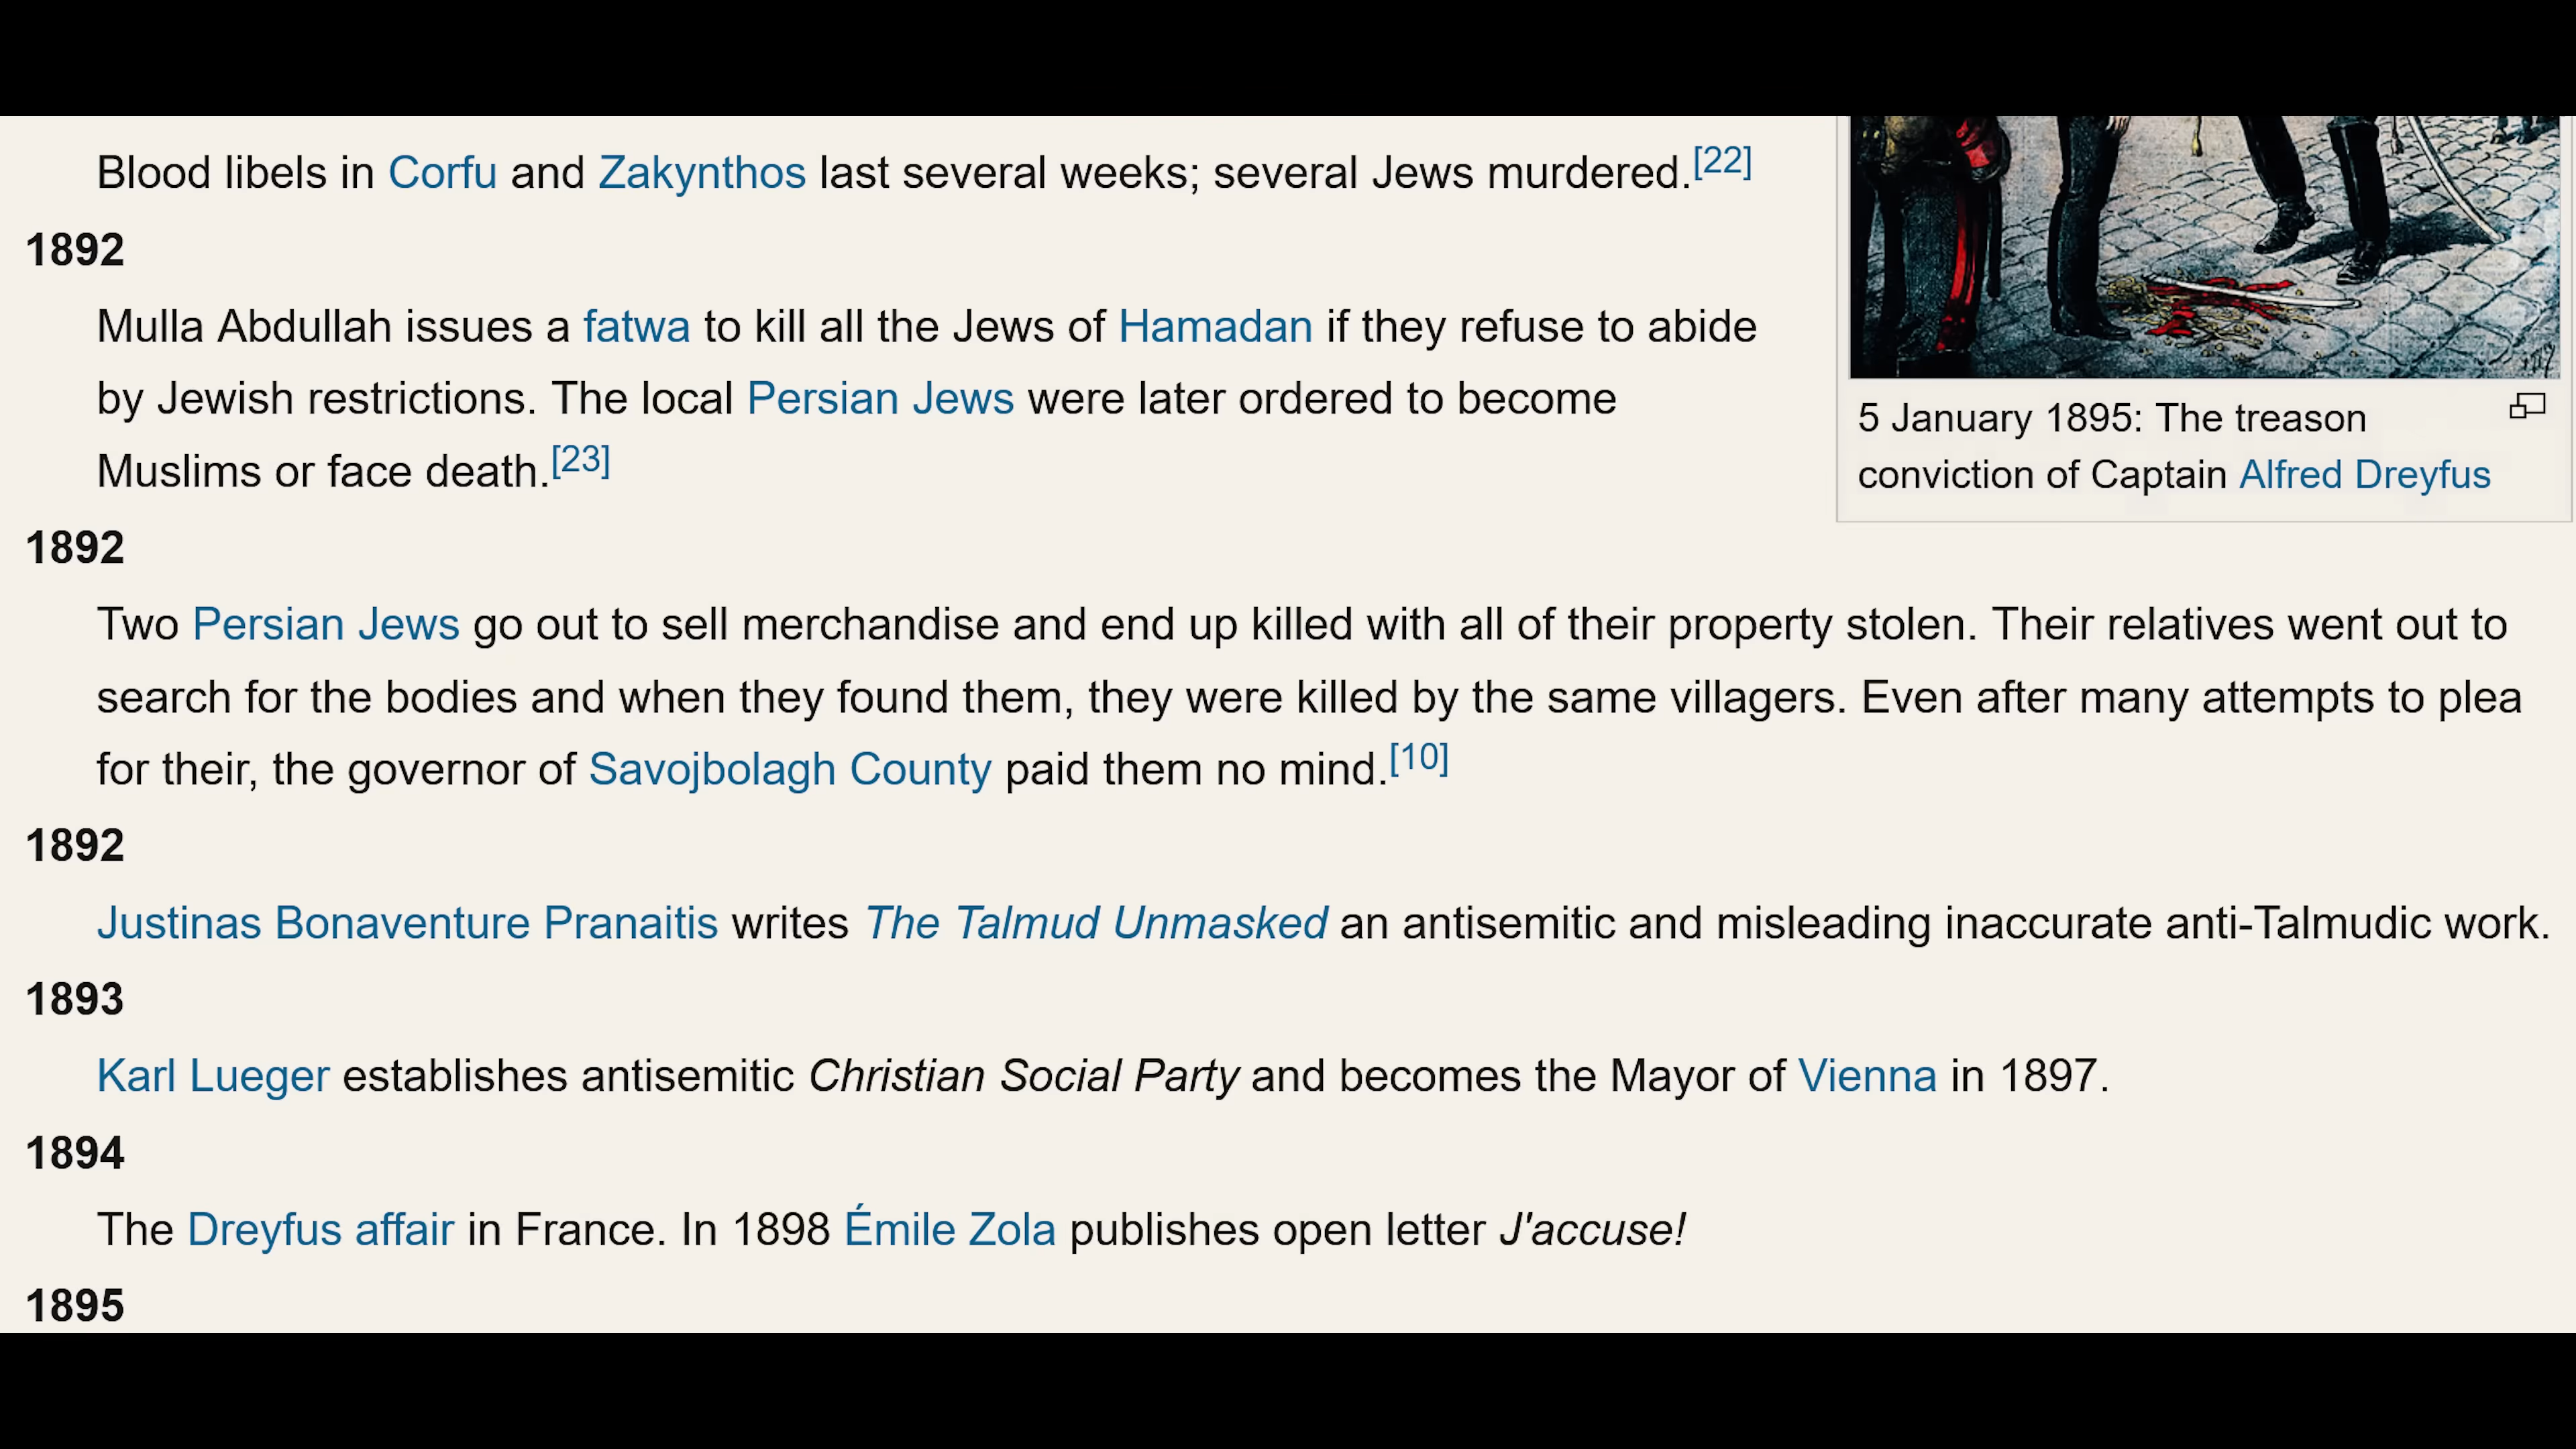 Blood libels in Corfu and Zakynthos last several weeks; several Jews murdered.[22]
1892
Mulla Abdullah issues a fatwa to kill all the Jews of Hamadan if they refuse to abide
by Jewish restrictions. The local Persian Jews were later ordered to become
Muslims or face death.[23]
5 January 1895: The treason
conviction of Captain Alfred Dreyfus
1892
Two Persian Jews go out to sell merchandise and end up killed with all of their property stolen. Their relatives went out to
search for the bodies and when they found them, they were killed by the same villagers. Even after many attempts to plea
for their, the governor of Savojbolagh County paid them no mind.[10]
1892
Justinas Bonaventure Pranaitis writes The Talmud Unmasked an antisemitic and misleading inaccurate anti-Talmudic work.
1893
Karl Lueger establishes antisemitic Christian Social Party and becomes the Mayor of Vienna in 1897.
1894
The Dreyfus affair in France. In 1898 Émile Zola publishes open letter J'accuse!
1895